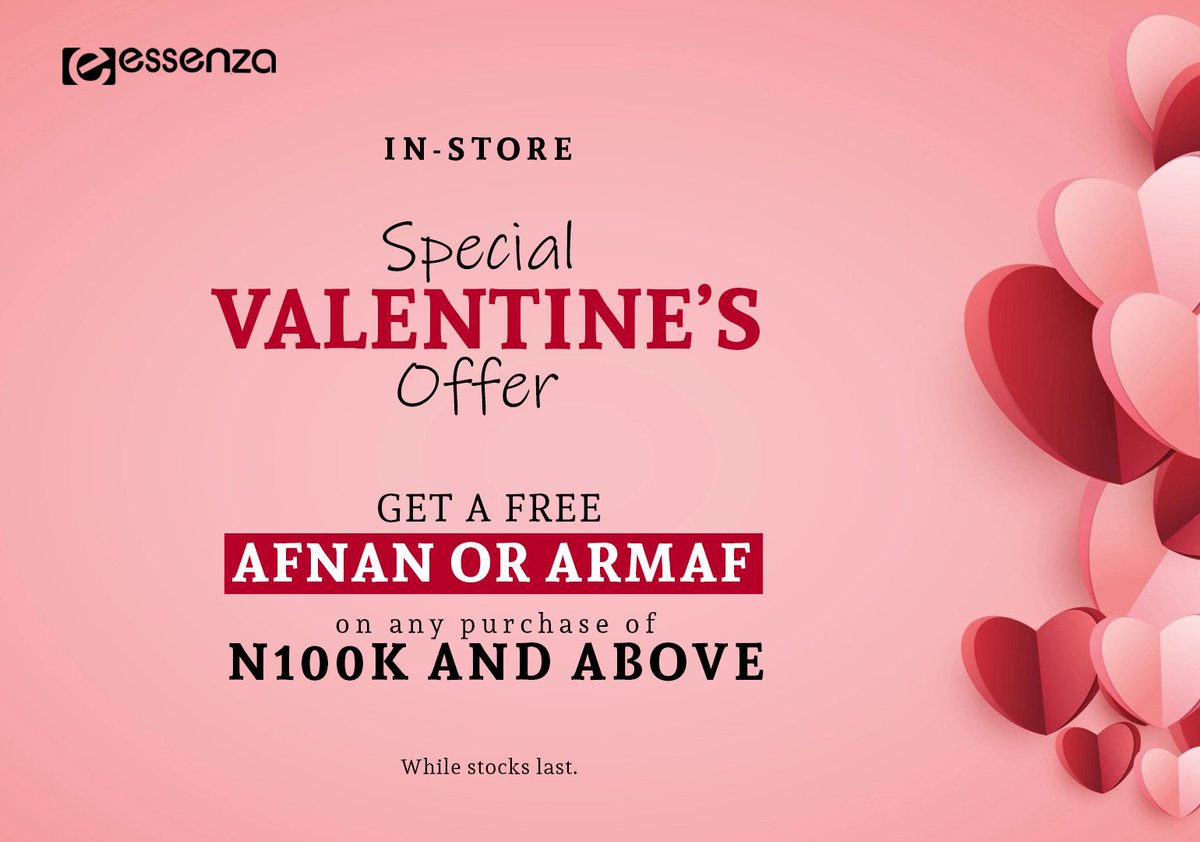 essenza
IN-STORE
Special
VALENTINE’S
Offer
GET A FREE
AFNAN OR ARMAF
on any purchase of
N100K AND ABOVE
While stocks last.